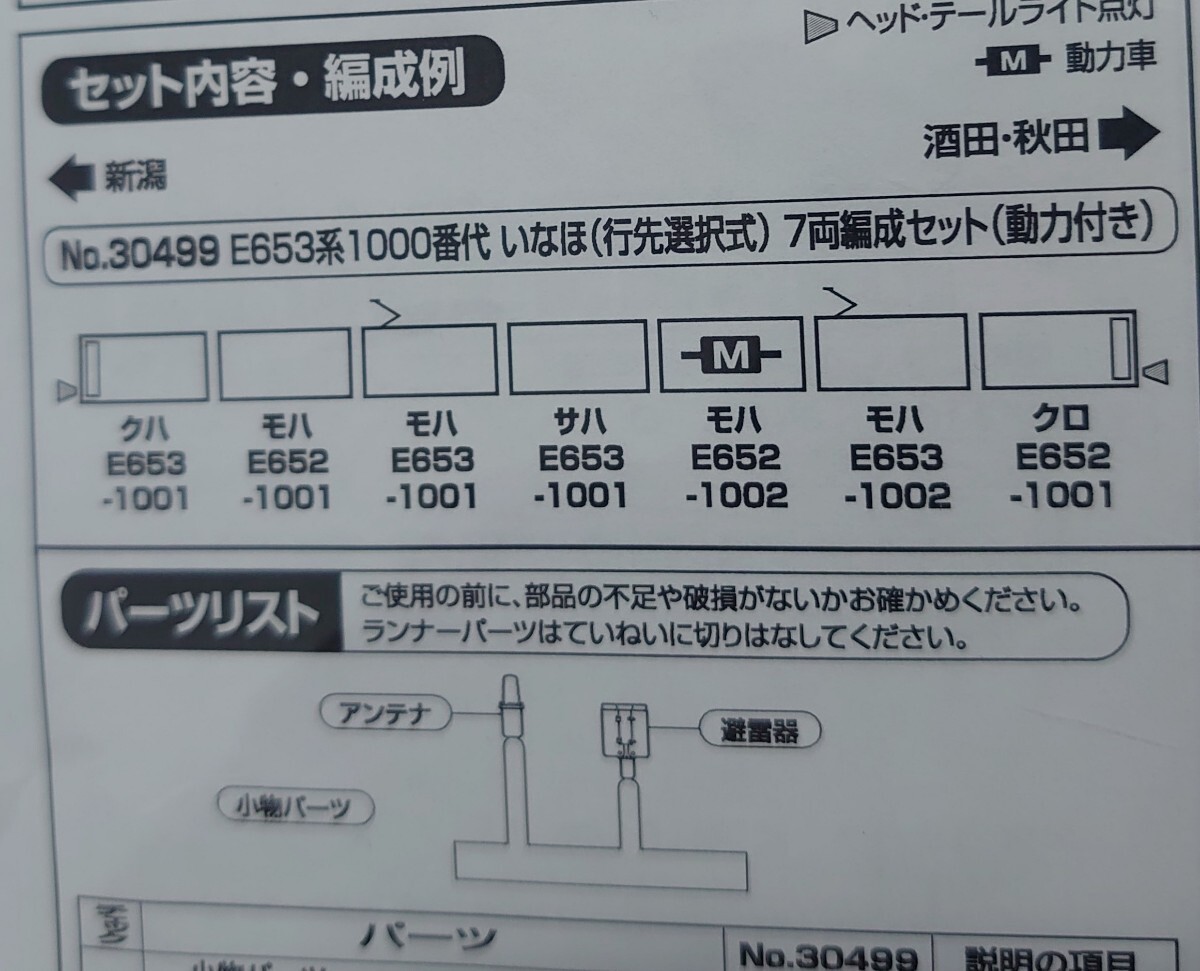 ヘッド・テールライト点灯
セット内容・編成例
M 動力車
酒田・秋田
新潟
No.30499 E653系1000番代 いなほ(行先選択式) 7両編成セット(動力付き)
M
クハ モハ モハ サハ モハ モハ クロ
E653 E652 E653 E653 E652 E653 E652
-1001 -1001 -1001 -1001 -1002 -1002 -1001
パーツリスト
ご使用の前に、部品の不足や破損がないかお確かめください。
ランナーパーツはていねいに切りはなしてください。
アンテナ
避雷器
小物パーツ
パーツ No.30499 説明の項目
小物パーツ